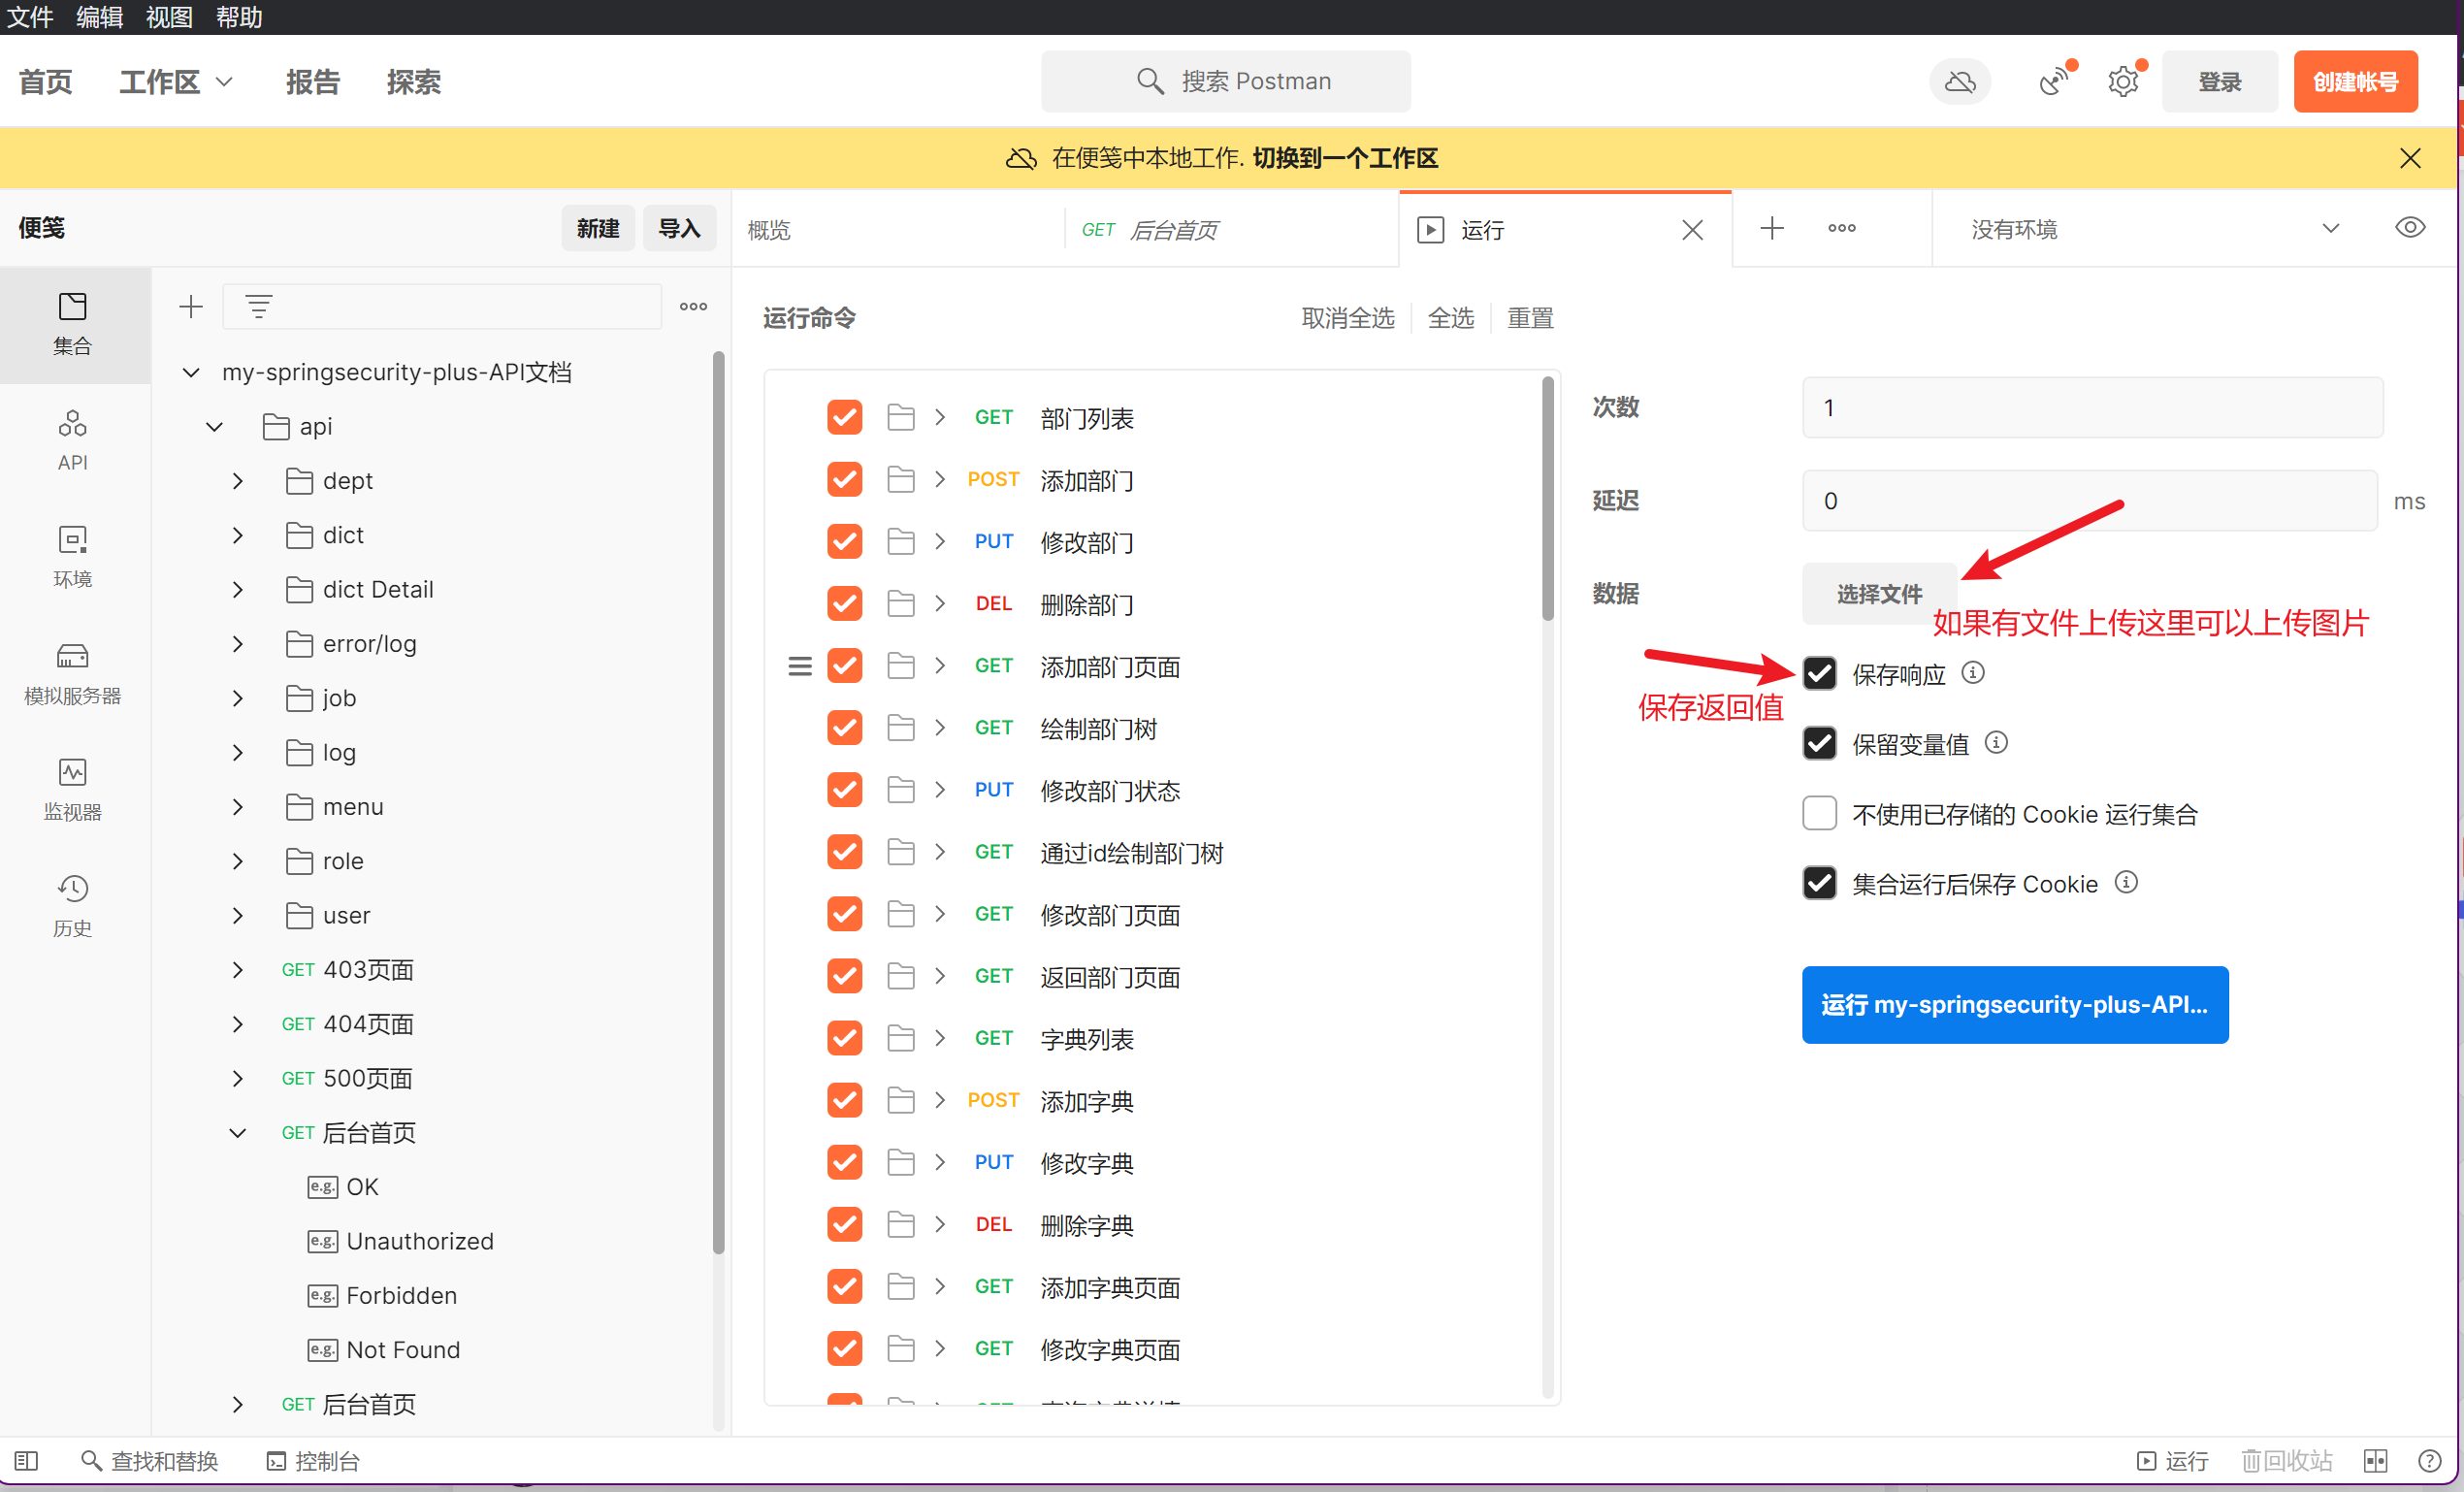 文件 编辑 视图 帮助
首页 工作区 报告 探索 搜索 Postman 登录 创建帐号
在便笺中本地工作. 切换到一个工作区
便笺 新建 导入 概览 GET 后台首页 运行 没有环境
集合
API
环境
模拟服务器
监视器
历史
my-springsecurity-plus-API文档
api
dept
dict
dict Detail
error/log
job
log
menu
role
user
GET 403页面
GET 404页面
GET 500页面
GET 后台首页
e.g. OK
e.g. Unauthorized
e.g. Forbidden
e.g. Not Found
GET 后台首页
运行命令 取消全选 全选 重置
GET 部门列表
POST 添加部门
PUT 修改部门
DEL 删除部门
GET 添加部门页面
GET 绘制部门树
PUT 修改部门状态
GET 通过id绘制部门树
GET 修改部门页面
GET 返回部门页面
GET 字典列表
POST 添加字典
PUT 修改字典
DEL 删除字典
GET 添加字典页面
GET 修改字典页面
次数 1
延迟 0 ms
数据 选择文件
如果有文件上传这里可以上传图片
保存响应
保存返回值
保留变量值
不使用已存储的 Cookie 运行集合
集合运行后保存 Cookie
运行 my-springsecurity-plus-API...
查找和替换 控制台 运行 回收站